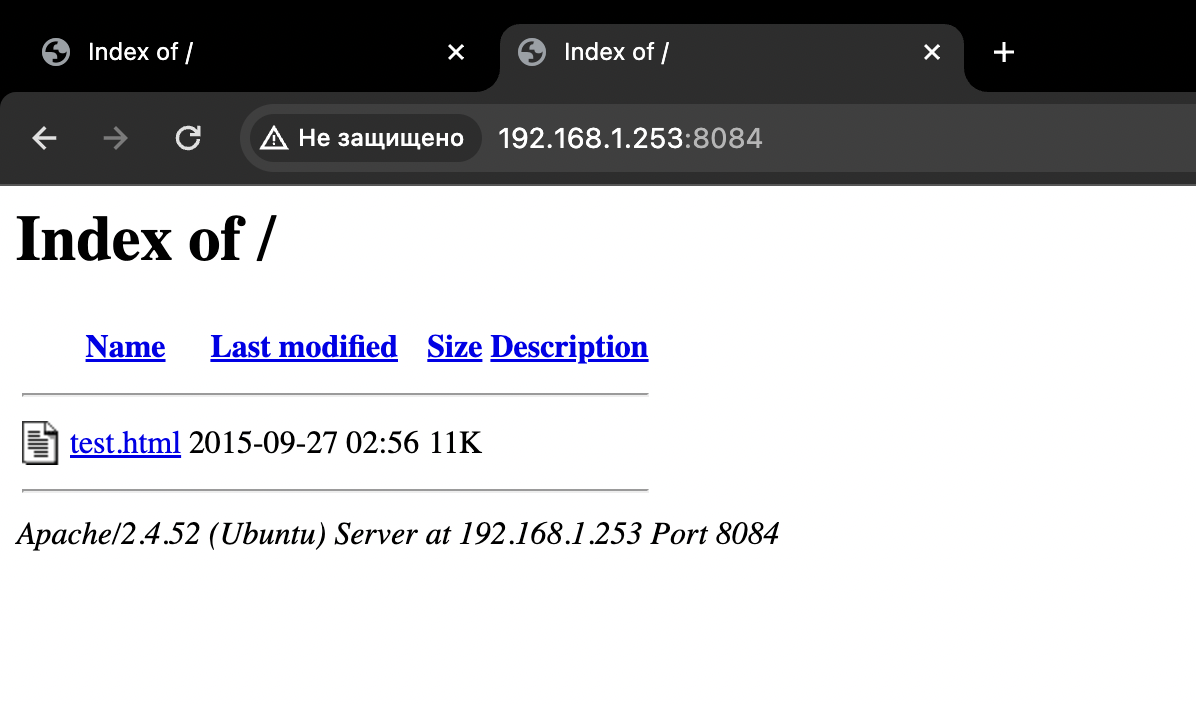 Index of /
Index of /
Не защищено 192.168.1.253:8084
Index of /
Name Last modified Size Description
test.html 2015-09-27 02:56 11K
Apache/2.4.52 (Ubuntu) Server at 192.168.1.253 Port 8084